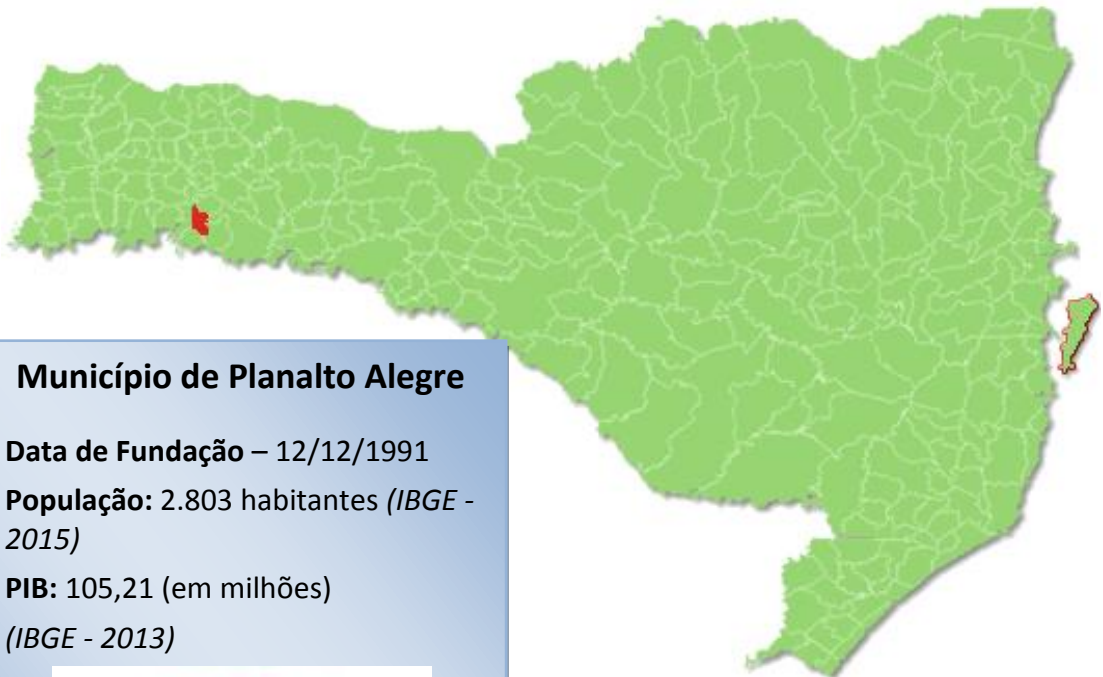 Município de Planalto Alegre
Data de Fundação – 12/12/1991
População: 2.803 habitantes (IBGE -
2015)
PIB: 105,21 (em milhões)
(IBGE - 2013)